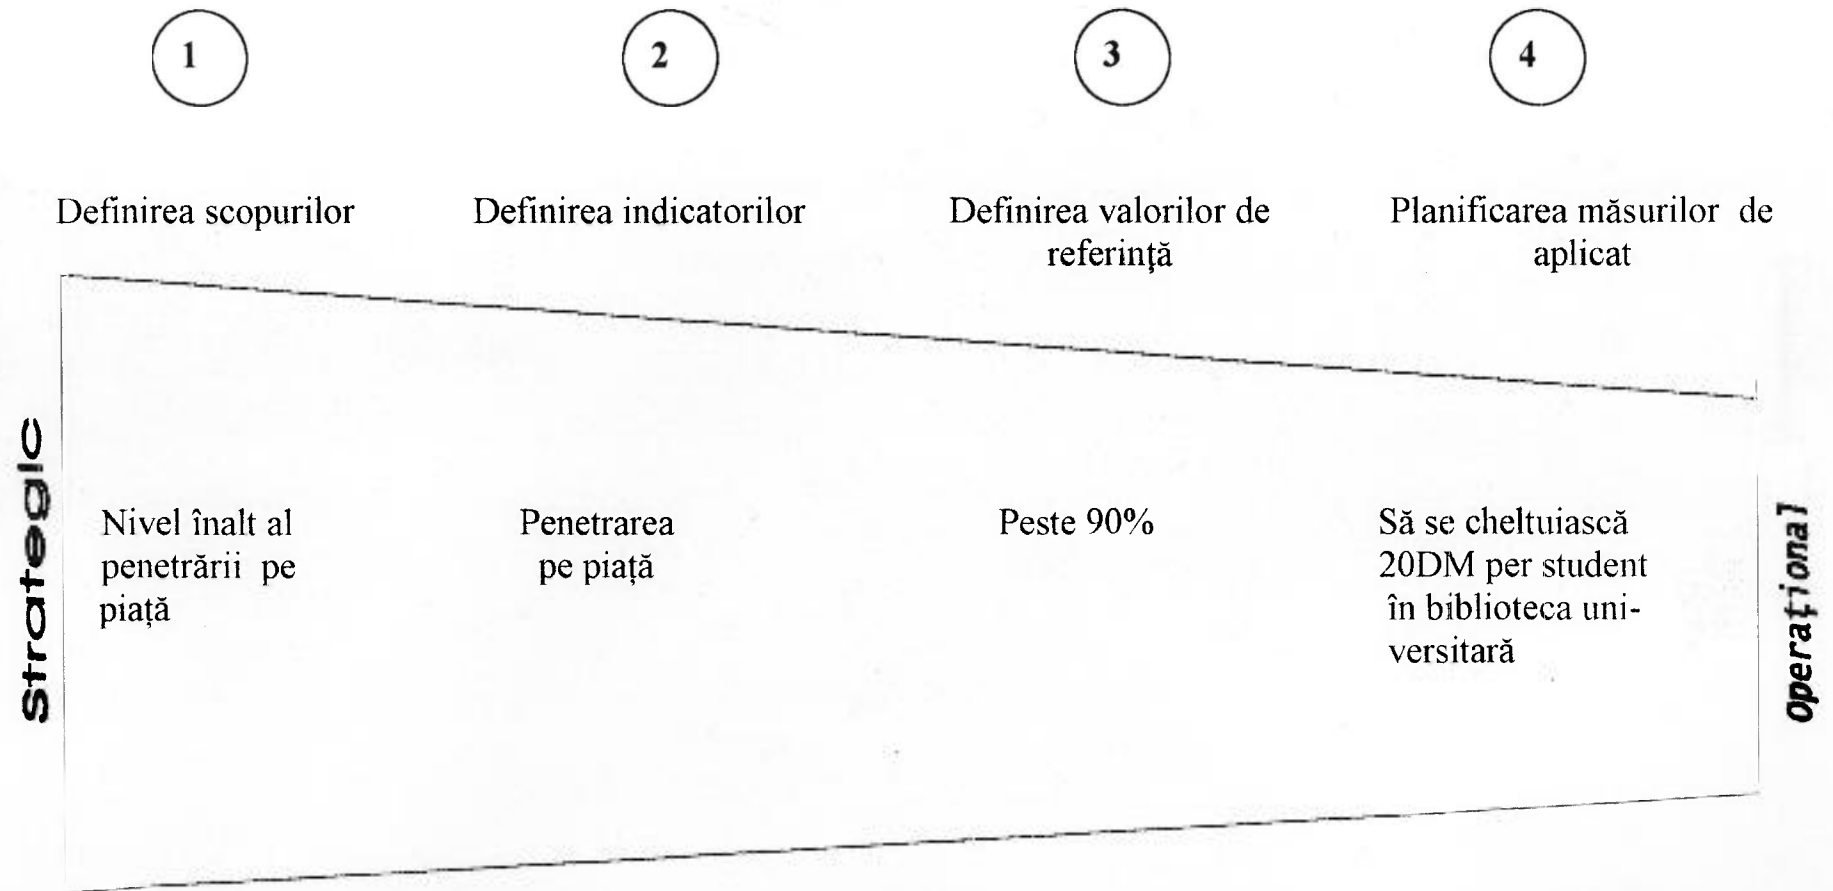 1 2 3 4
Definirea scopurilor
Definirea indicatorilor
Definirea valorilor de
referință
Planificarea măsurilor de
aplicat
Strategic
Nivel înalt al
penetrării pe
piață
Penetrarea
pe piață
Peste 90%
Să se cheltuiască
20DM per student
în biblioteca uni-
versitară
Operațional